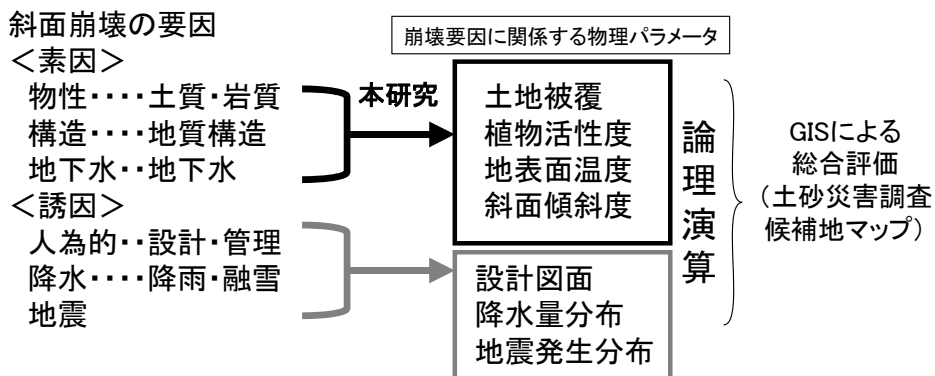 斜面崩壊の要因
＜素因＞
物性････土質･岩質
構造････地質構造
地下水･･地下水
＜誘因＞
人為的･･設計･管理
降水････降雨･融雪
地震
本研究
崩壊要因に関係する物理パラメータ
土地被覆
植物活性度
地表面温度
斜面傾斜度
設計図面
降水量分布
地震発生分布
論理演算
GISによる
総合評価
（土砂災害調査
候補地マップ）